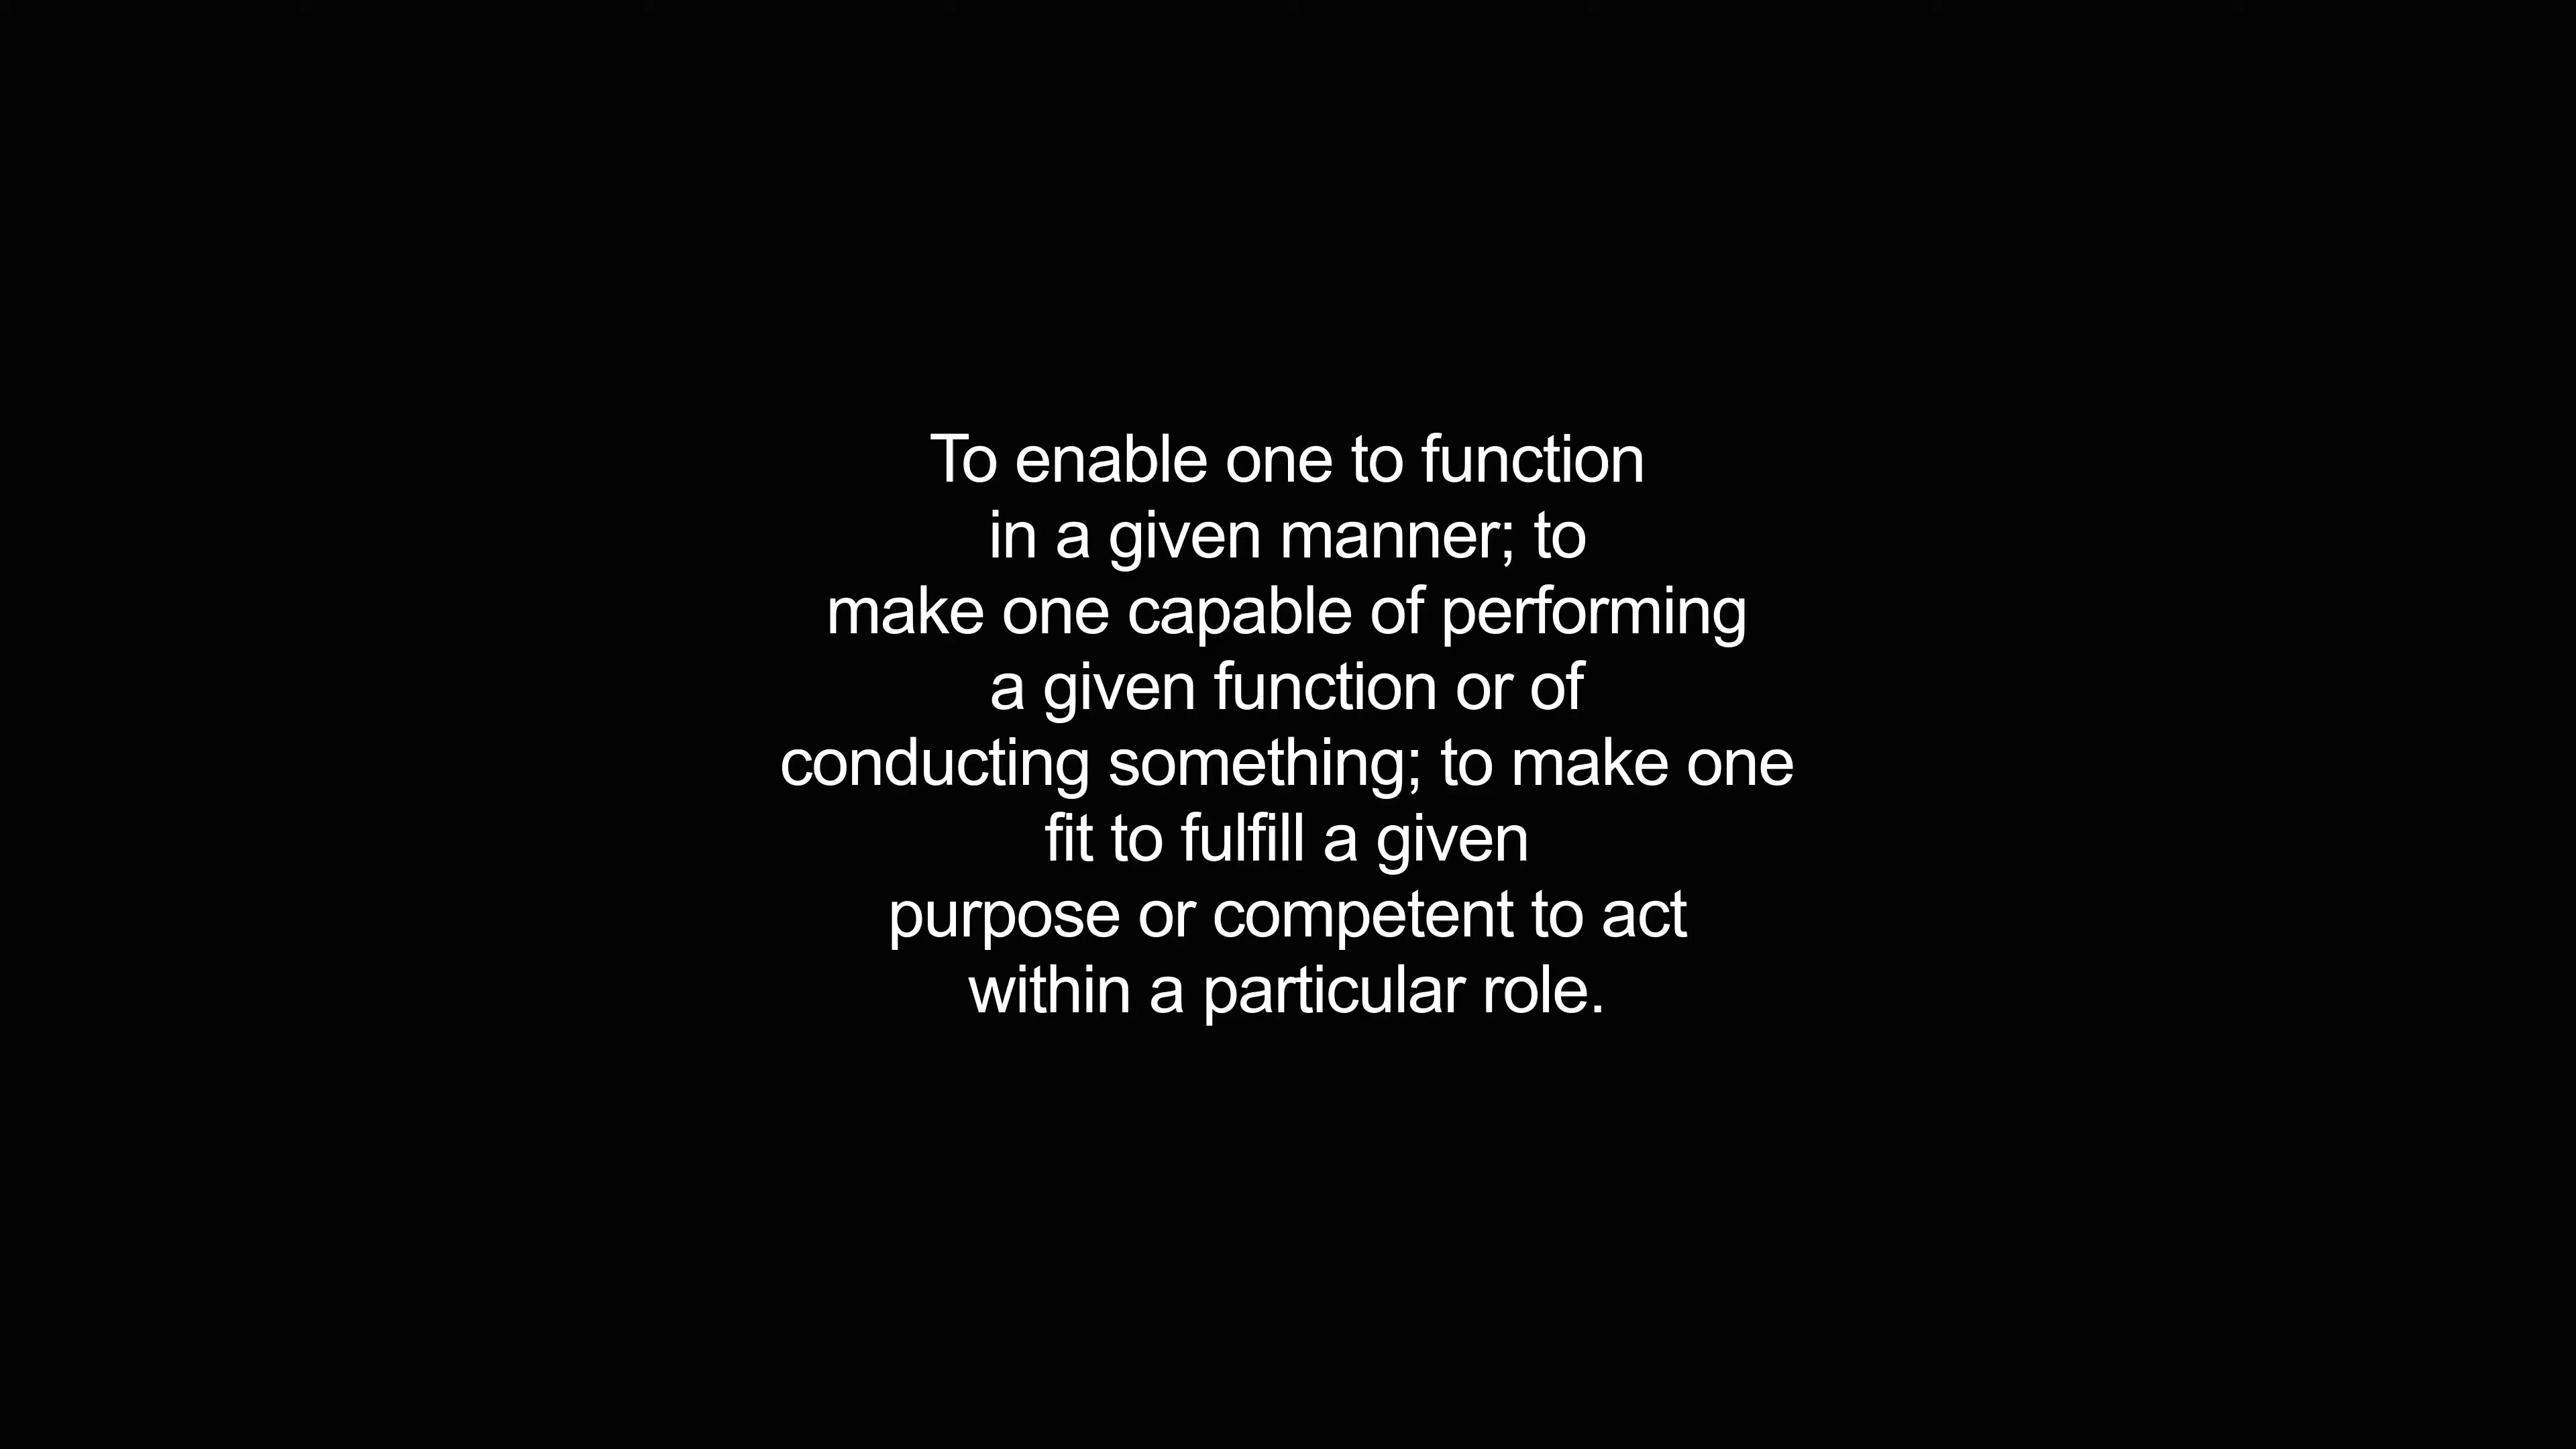 To enable one to function
in a given manner; to
make one capable of performing
a given function or of
conducting something; to make one
fit to fulfill a given
purpose or competent to act
within a particular role.